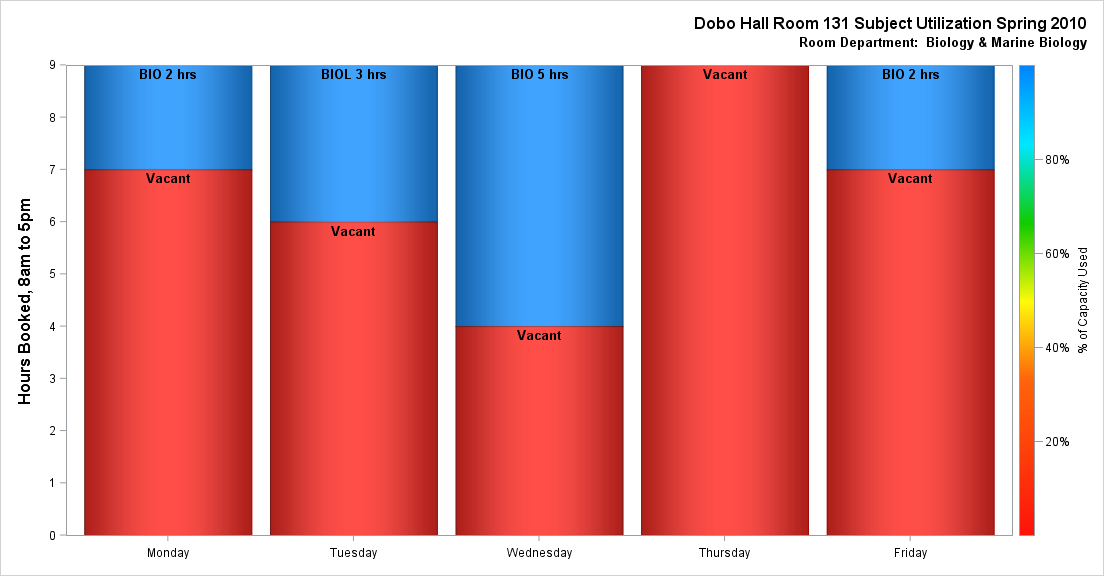 Dobo Hall Room 131 Subject Utilization Spring 2010
Room Department: Biology & Marine Biology
Hours Booked, 8am to 5pm
9
8
7
6
5
4
3
2
1
0
BIO 2 hrs
Vacant
BIOL 3 hrs
Vacant
BIO 5 hrs
Vacant
Vacant
BIO 2 hrs
Vacant
Monday
Tuesday
Wednesday
Thursday
Friday
80%
60%
40%
20%
% of Capacity Used